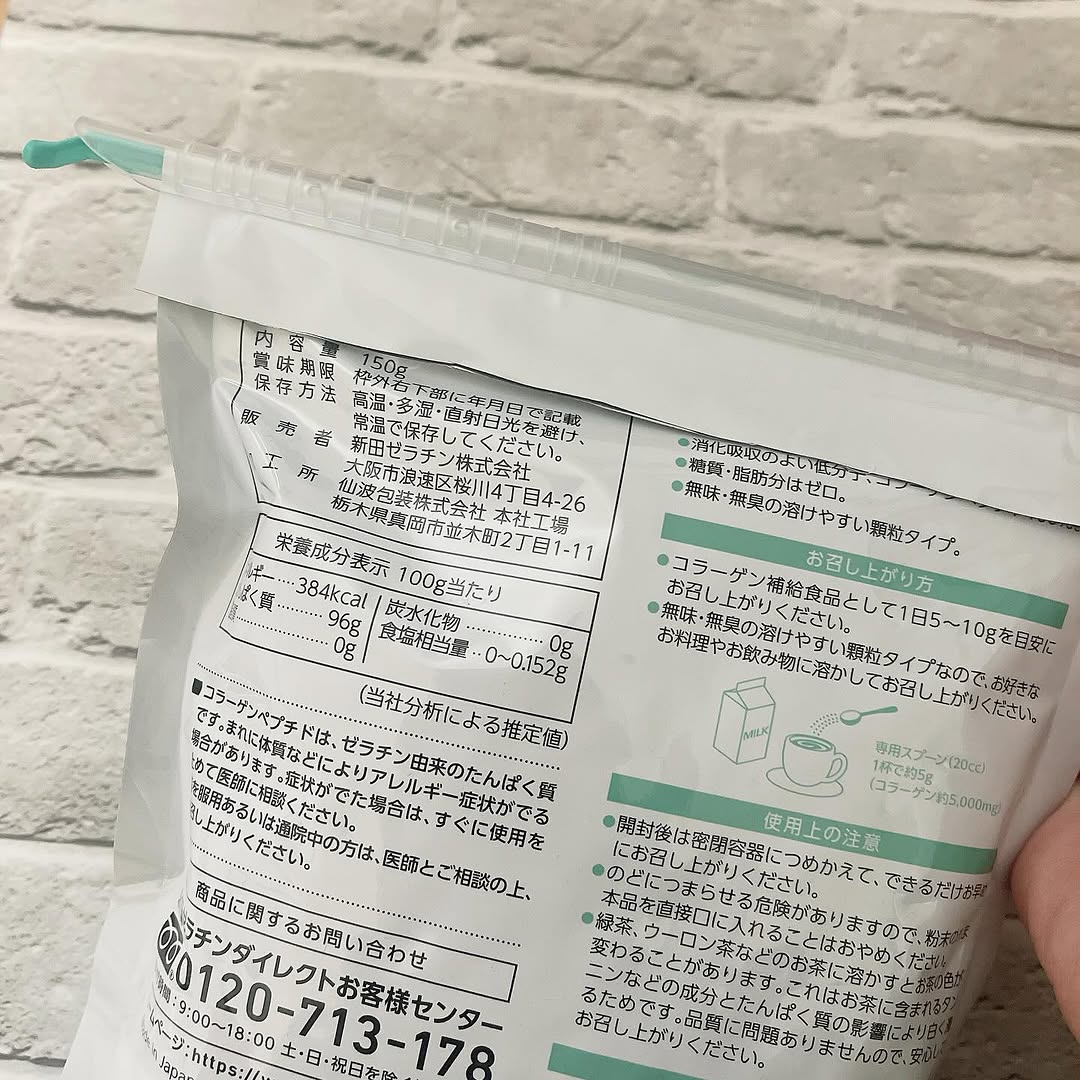 内容量 150g
賞味期限 枠外右下部に年月日で記載
保存方法 高温・多湿・直射日光を避け、
常温で保存してください。
販売者 新田ゼラチン株式会社
大阪市浪速区桜川4丁目4-26
工所 仙波包装株式会社 本社工場
栃木県真岡市並木町2丁目1-11
栄養成分表示 100g当たり
ルギー 384kcal
ぱく質 96g
0g
炭水化物 0g
食塩相当量 0~0.152g
(当社分析による推定値)
■コラーゲンペプチドは、ゼラチン由来のたんぱく質
です。まれに体質などによりアレルギー症状がでる
場合があります。症状がでた場合は、すぐに使用を
めて医師に相談ください。
を服用あるいは通院中の方は、医師とご相談の上、
召し上がりください。
商品に関するお問い合わせ
ラチンダイレクトお客様センター
0120-713-178
時間:9:00~18:00 土・日・祝日を除
ムページ:https://
in Japan
●消化吸収のよい低分子、コラーゲン
●糖質・脂肪分はゼロ。
●無味・無臭の溶けやすい顆粒タイプ。
お召し上がり方
●コラーゲン補給食品として1日5~10gを目安に
お召し上がりください。
●無味・無臭の溶けやすい顆粒タイプなので、お好きな
お料理やお飲み物に溶かしてお召し上がりください。
MILK
専用スプーン(20cc)
1杯で約5g
(コラーゲン約5,000mg)
使用上の注意
●開封後は密閉容器につめかえて、できるだけお早め
にお召し上がりください。
●のどにつまらせる危険がありますので、粉末のまま
本品を直接口に入れることはおやめください。
●緑茶、ウーロン茶などのお茶に溶かすとお茶の色が
変わることがあります。これはお茶に含まれるタン
ニンなどの成分とたんぱく質の影響により白く濁
るためです。品質に問題ありませんので、安心し
お召し上がりください。